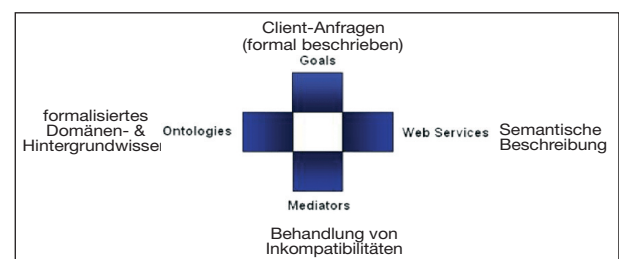 Client-Anfragen
(formal beschrieben)
Goals
formalisiertes
Domänen- &
Hintergrundwissen
Ontologies
Web Services
Semantische
Beschreibung
Mediators
Behandlung von
Inkompatibilitäten